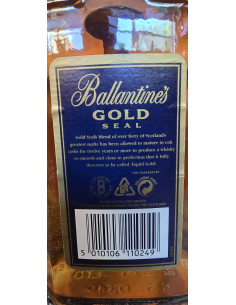 Ballantine's
GOLD
SEAL
Gold Seal: blend of over forty of Scotland's
greatest malts has been allowed to mature in oak
casks for twelve years or more to produce a whisky
so smooth and close to perfection that it fully
deserves to be called 'liquid Gold'.
8
5 010106 110249